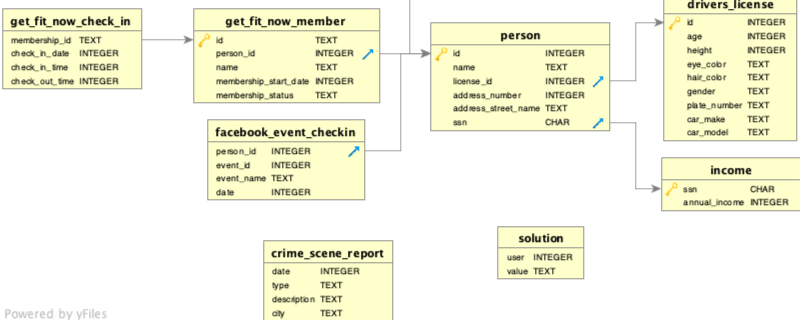 get_fit_now_check_in
membership_id TEXT
check_in_date INTEGER
check_in_time INTEGER
check_out_time INTEGER
get_fit_now_member
id TEXT
person_id INTEGER
name TEXT
membership_start_date INTEGER
membership_status TEXT
person
id INTEGER
name TEXT
license_id INTEGER
address_number INTEGER
address_street_name TEXT
ssn CHAR
drivers_license
id INTEGER
age INTEGER
height INTEGER
eye_color TEXT
hair_color TEXT
gender TEXT
plate_number TEXT
car_make TEXT
car_model TEXT
facebook_event_checkin
person_id INTEGER
event_id INTEGER
event_name TEXT
date INTEGER
income
ssn CHAR
annual_income INTEGER
crime_scene_report
date INTEGER
type TEXT
description TEXT
city TEXT
solution
user INTEGER
value TEXT
Powered by yFiles